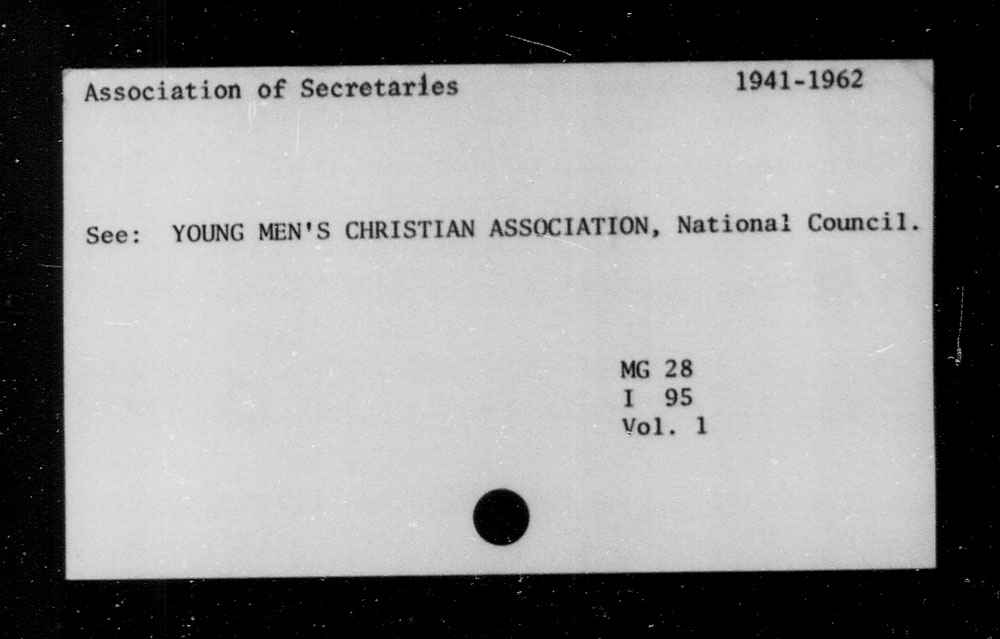 Association of Secretaries 1941-1962
See: YOUNG MEN'S CHRISTIAN ASSOCIATION, National Council.
MG 28
I 95
Vol. 1